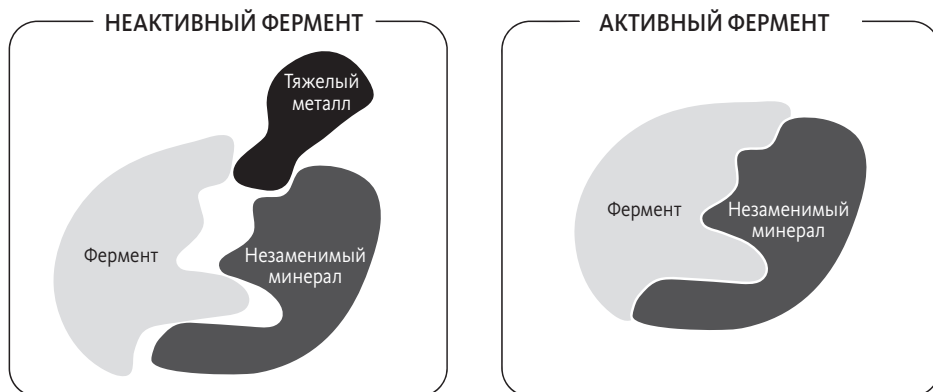 НЕАКТИВНЫЙ ФЕРМЕНТ
Тяжелый
металл
Фермент
Незаменимый
минерал
АКТИВНЫЙ ФЕРМЕНТ
Фермент
Незаменимый
минерал